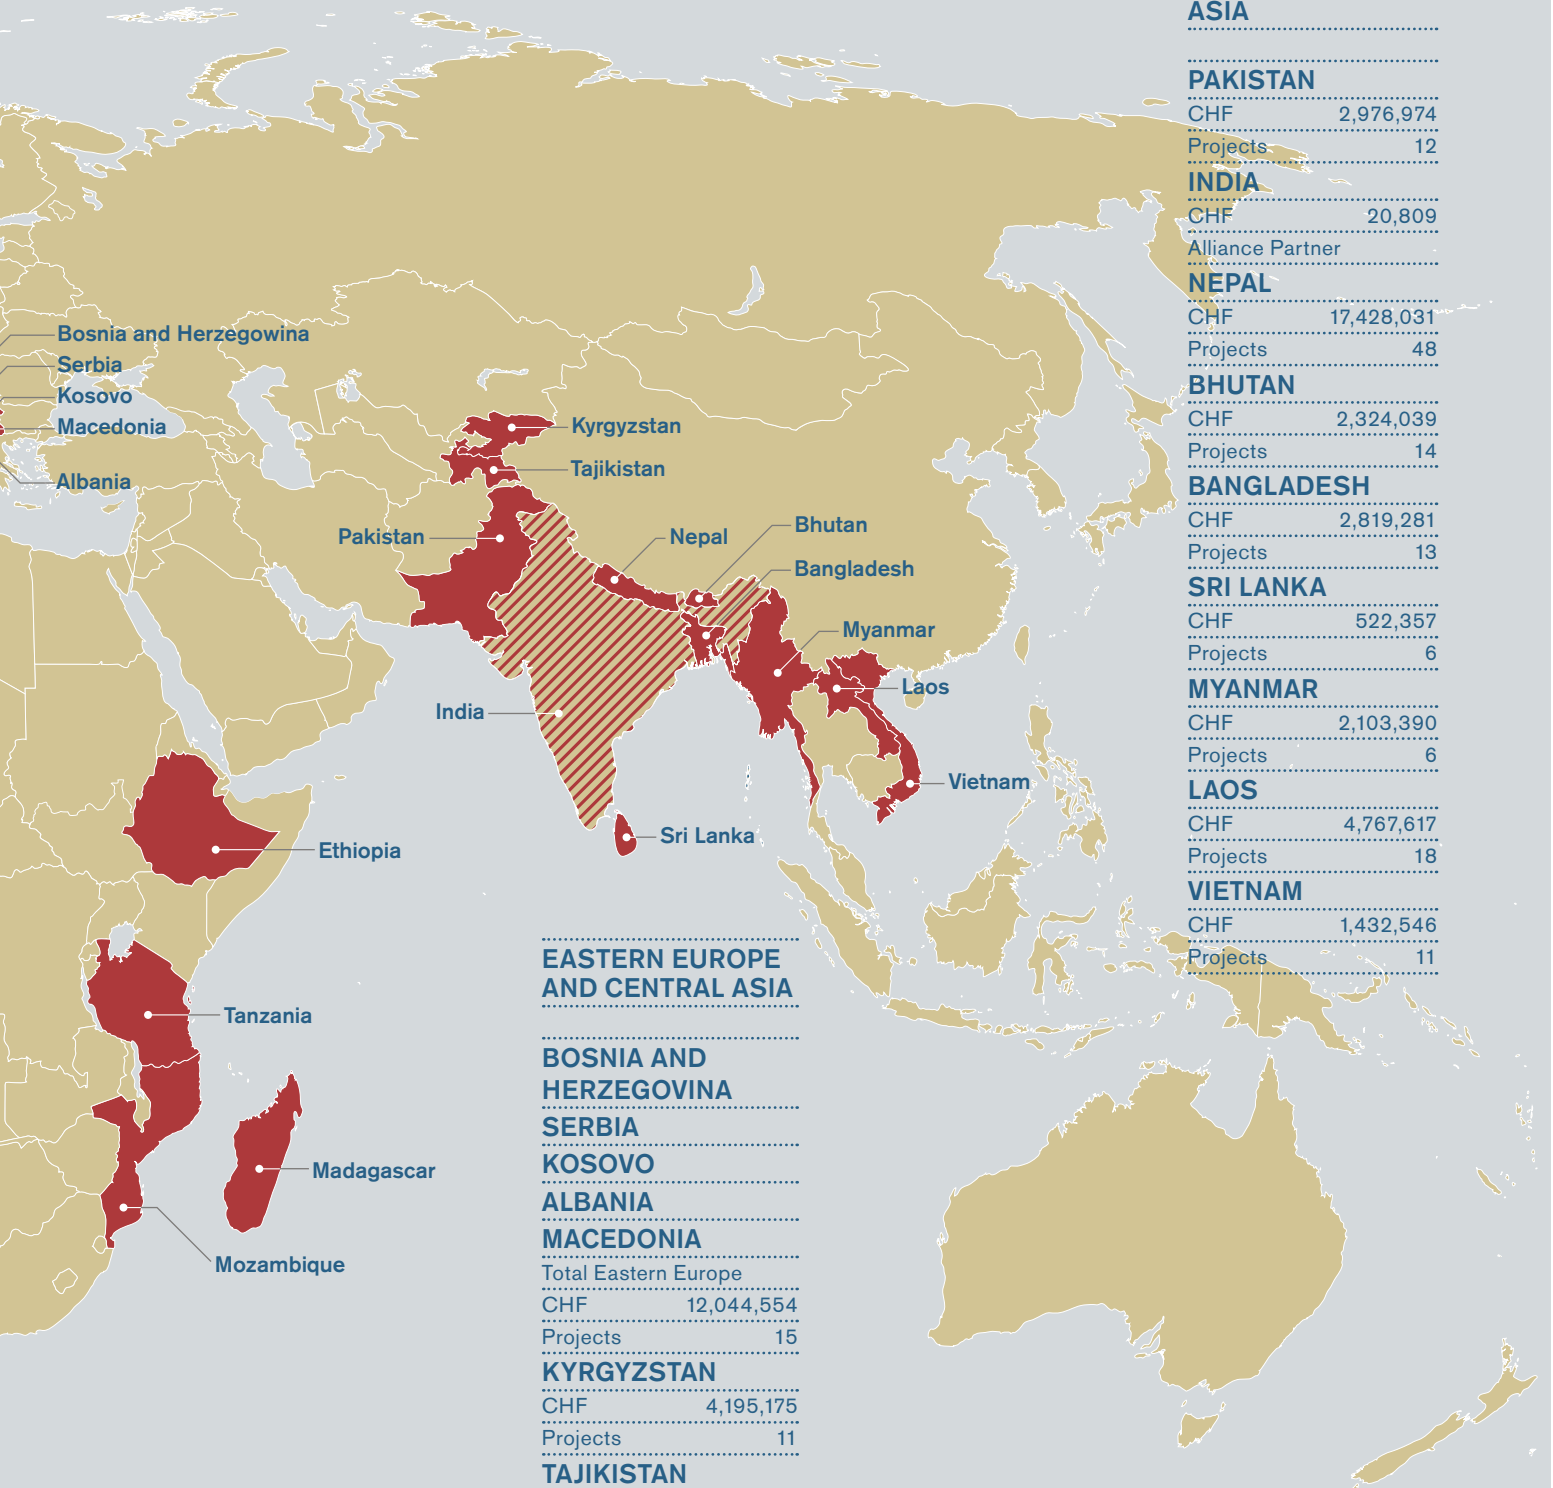 Bosnia and Herzegowina
Serbia
Kosovo
Macedonia
Albania
Kyrgyzstan
Tajikistan
Pakistan
Nepal
Bhutan
Bangladesh
Myanmar
Laos
India
Vietnam
Sri Lanka
Ethiopia
Tanzania
Madagascar
Mozambique
EASTERN EUROPE
AND CENTRAL ASIA
BOSNIA AND
HERZEGOVINA
SERBIA
KOSOVO
ALBANIA
MACEDONIA
Total Eastern Europe
CHF 12,044,554
Projects 15
KYRGYZSTAN
CHF 4,195,175
Projects 11
TAJIKISTAN
ASIA
PAKISTAN
CHF 2,976,974
Projects 12
INDIA
CHF 20,809
Alliance Partner
NEPAL
CHF 17,428,031
Projects 48
BHUTAN
CHF 2,324,039
Projects 14
BANGLADESH
CHF 2,819,281
Projects 13
SRI LANKA
CHF 522,357
Projects 6
MYANMAR
CHF 2,103,390
Projects 6
LAOS
CHF 4,767,617
Projects 18
VIETNAM
CHF 1,432,546
Projects 11